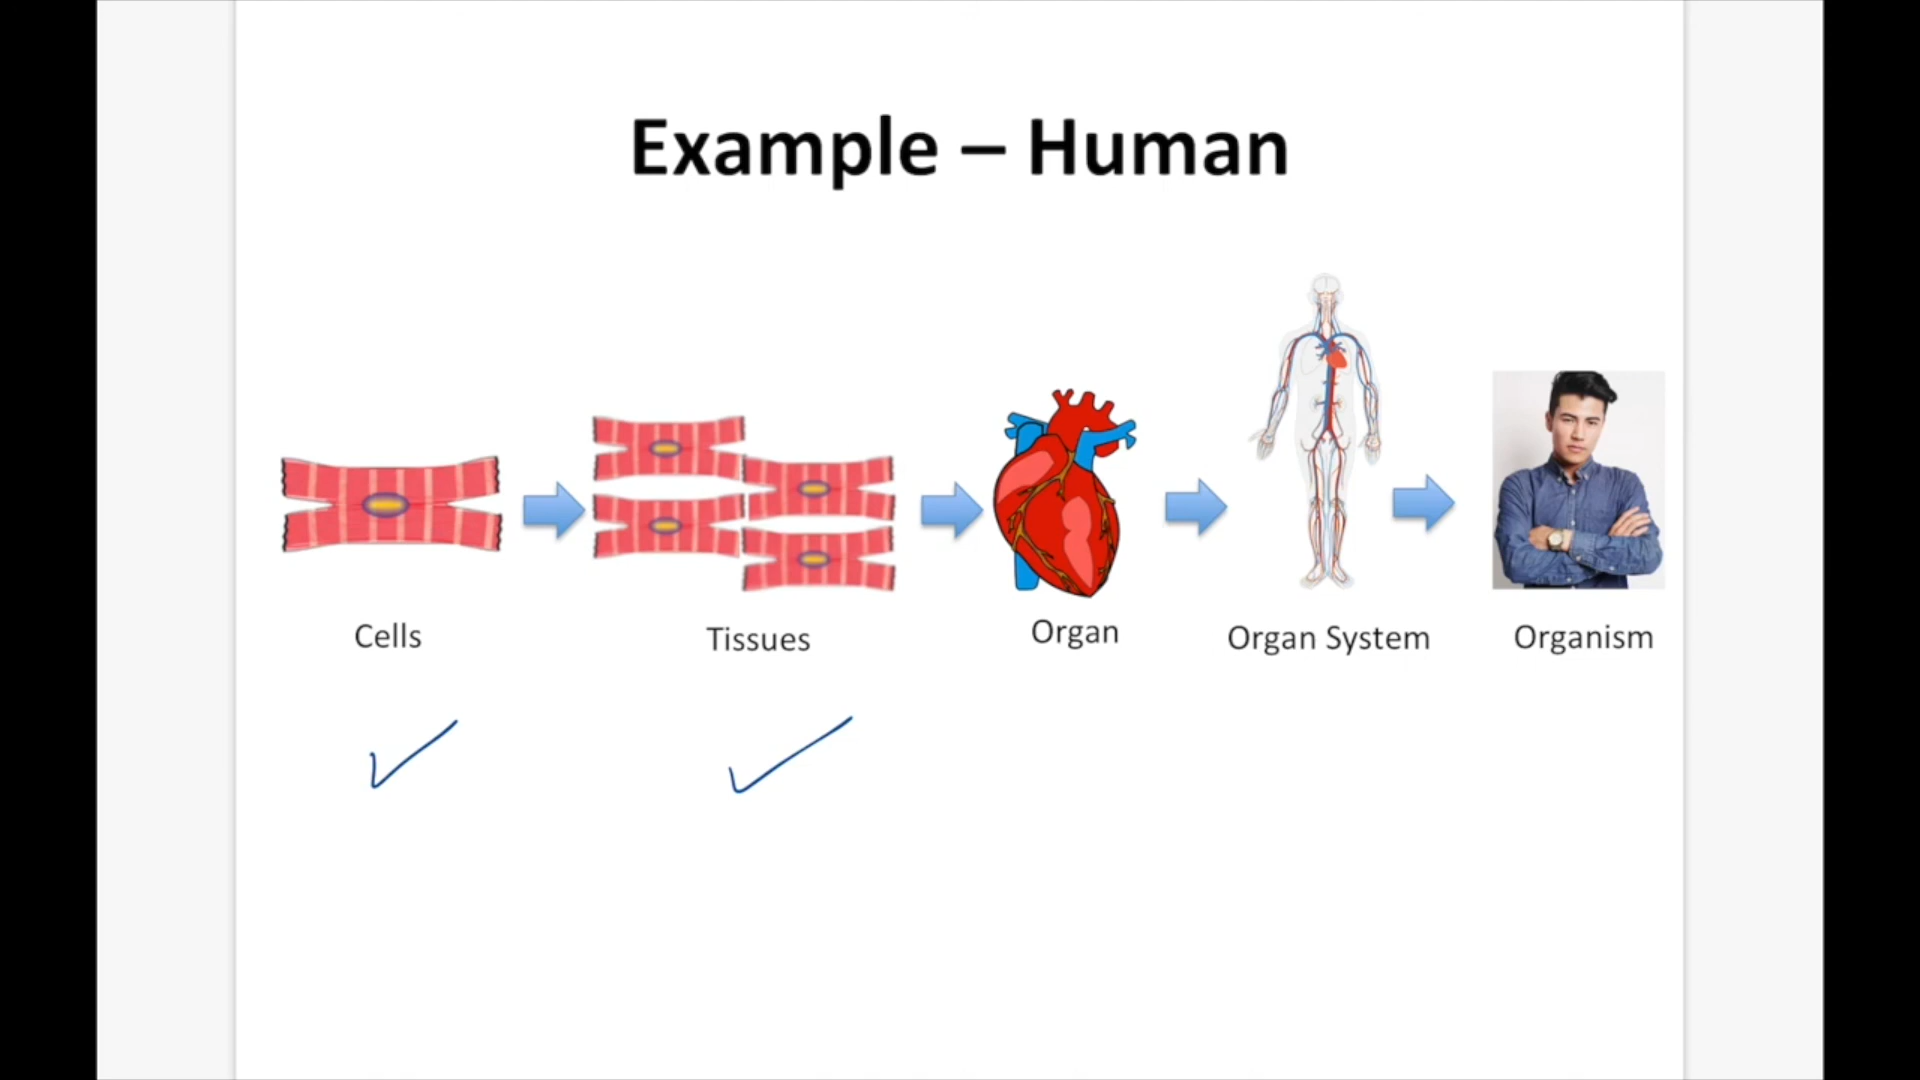 Example – Human
Cells
Tissues
Organ
Organ System
Organism